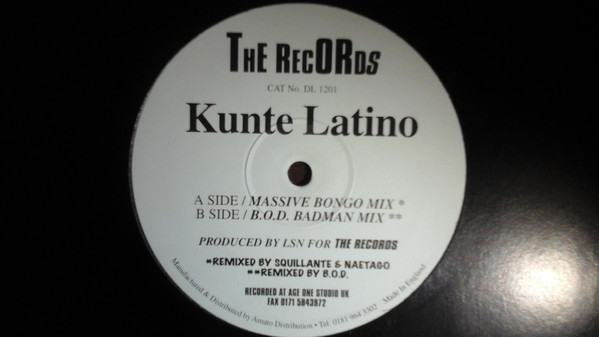 THE RECORDS
CAT No. DL 1201
Kunte Latino
A SIDE / MASSIVE BONGO MIX *
B SIDE / B.O.D. BADMAN MIX **
PRODUCED BY LSN FOR THE RECORDS
*REMIXED BY SQUILLANTE & NAETAGO
**REMIXED BY B.O.D.
RECORDED AT AGE ONE STUDIO UK
FAX 0171 5843972
Manufactured & Distributed by Amato Distribution • Tel: 0181 964 3302 • Made In England